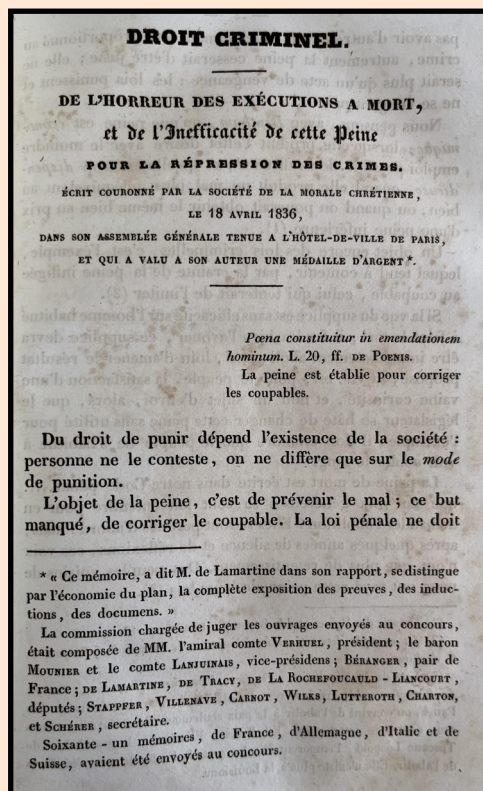 DROIT CRIMINEL.
DE L'HORREUR DES EXÉCUTIONS A MORT,
et de l'Inefficacité de cette Peine
POUR LA RÉPRESSION DES CRIMES.
ÉCRIT COURONNÉ PAR LA SOCIÉTÉ DE LA MORALE CHRÉTIENNE,
LE 18 AVRIL 1836,
DANS SON ASSEMBLÉE GÉNÉRALE TENUE A L'HÔTEL-DE-VILLE DE PARIS,
ET QUI A VALU A SON AUTEUR UNE MÉDAILLE D'ARGENT *.
Pœna constituitur in emendationem
hominum. L. 20, ff. DE POENIS.
La peine est établie pour corriger
les coupables.
Du droit de punir dépend l'existence de la société :
personne ne le conteste, on ne diffère que sur le mode
de punition.
L'objet de la peine, c'est de prévenir le mal ; ce but
manqué, de corriger le coupable. La loi pénale ne doit
* « Ce mémoire, a dit M. de Lamartine dans son rapport, se distingue
par l'économie du plan, la complète exposition des preuves, des induc-
tions, des documens. »
La commission chargée de juger les ouvrages envoyés au concours,
était composée de MM. l'amiral comte VERHUEL, président ; le baron
MOUNIER et le comte LANJUINAIS, vice-présidens ; BÉRANGER, pair de
France ; DE LAMARTINE, DE TRACY, DE LA ROCHEFOUCAULD-LIANCOURT,
députés ; STAPPFER, VILLENAVE, CARNOT, WILKS, LUTTEROTH, CHARTON,
et SCHÉRER, secrétaire.
Soixante-un mémoires, de France, d'Allemagne, d'Italie et de
Suisse, avaient été envoyés au concours.